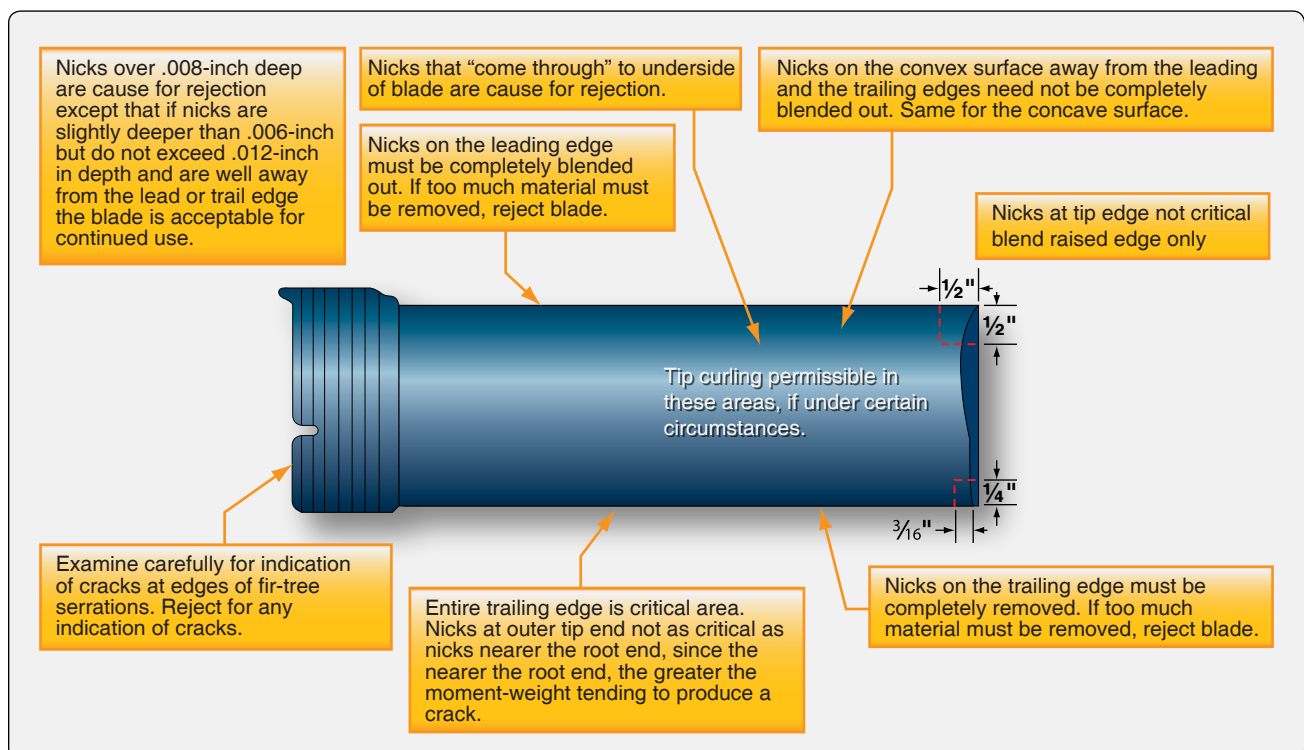 Nicks over .008-inch deep
are cause for rejection
except that if nicks are
slightly deeper than .006-inch
but do not exceed .012-inch
in depth and are well away
from the lead or trail edge
the blade is acceptable for
continued use.
Nicks that “come through” to underside
of blade are cause for rejection.
Nicks on the convex surface away from the leading
and the trailing edges need not be completely
blended out. Same for the concave surface.
Nicks on the leading edge
must be completely blended
out. If too much material must
be removed, reject blade.
Nicks at tip edge not critical
blend raised edge only
½"
½"
Tip curling permissible in
these areas, if under certain
circumstances.
¼"
3⁄16"
Examine carefully for indication
of cracks at edges of fir-tree
serrations. Reject for any
indication of cracks.
Entire trailing edge is critical area.
Nicks at outer tip end not as critical as
nicks nearer the root end, since the
nearer the root end, the greater the
moment-weight tending to produce a
crack.
Nicks on the trailing edge must be
completely removed. If too much
material must be removed, reject blade.